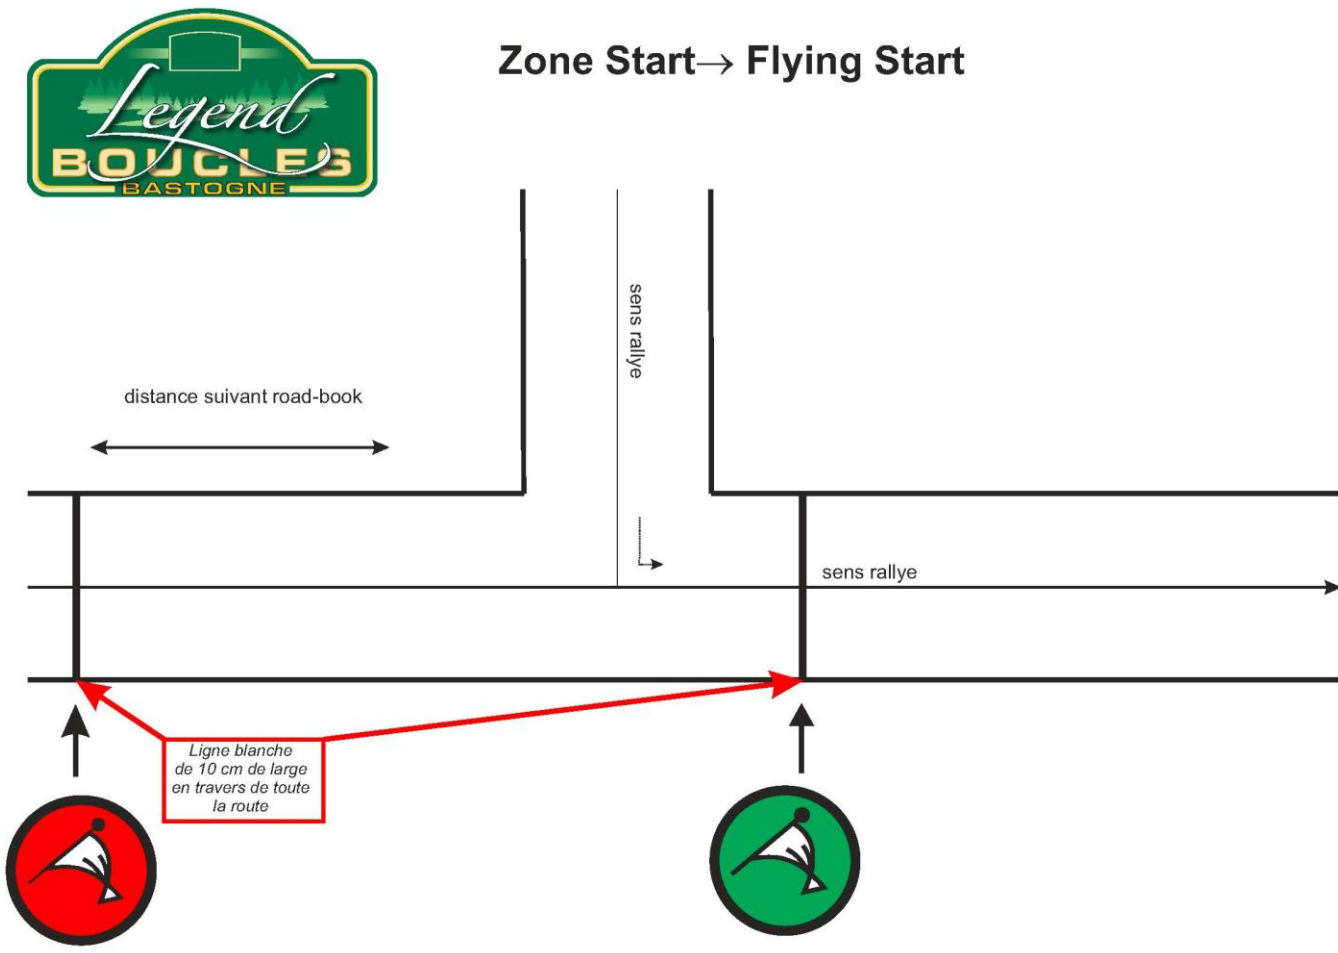 Legend
BOUCLES
BASTOGNE
Zone Start→ Flying Start
sens rallye
distance suivant road-book
sens rallye
Ligne blanche
de 10 cm de large
en travers de toute
la route